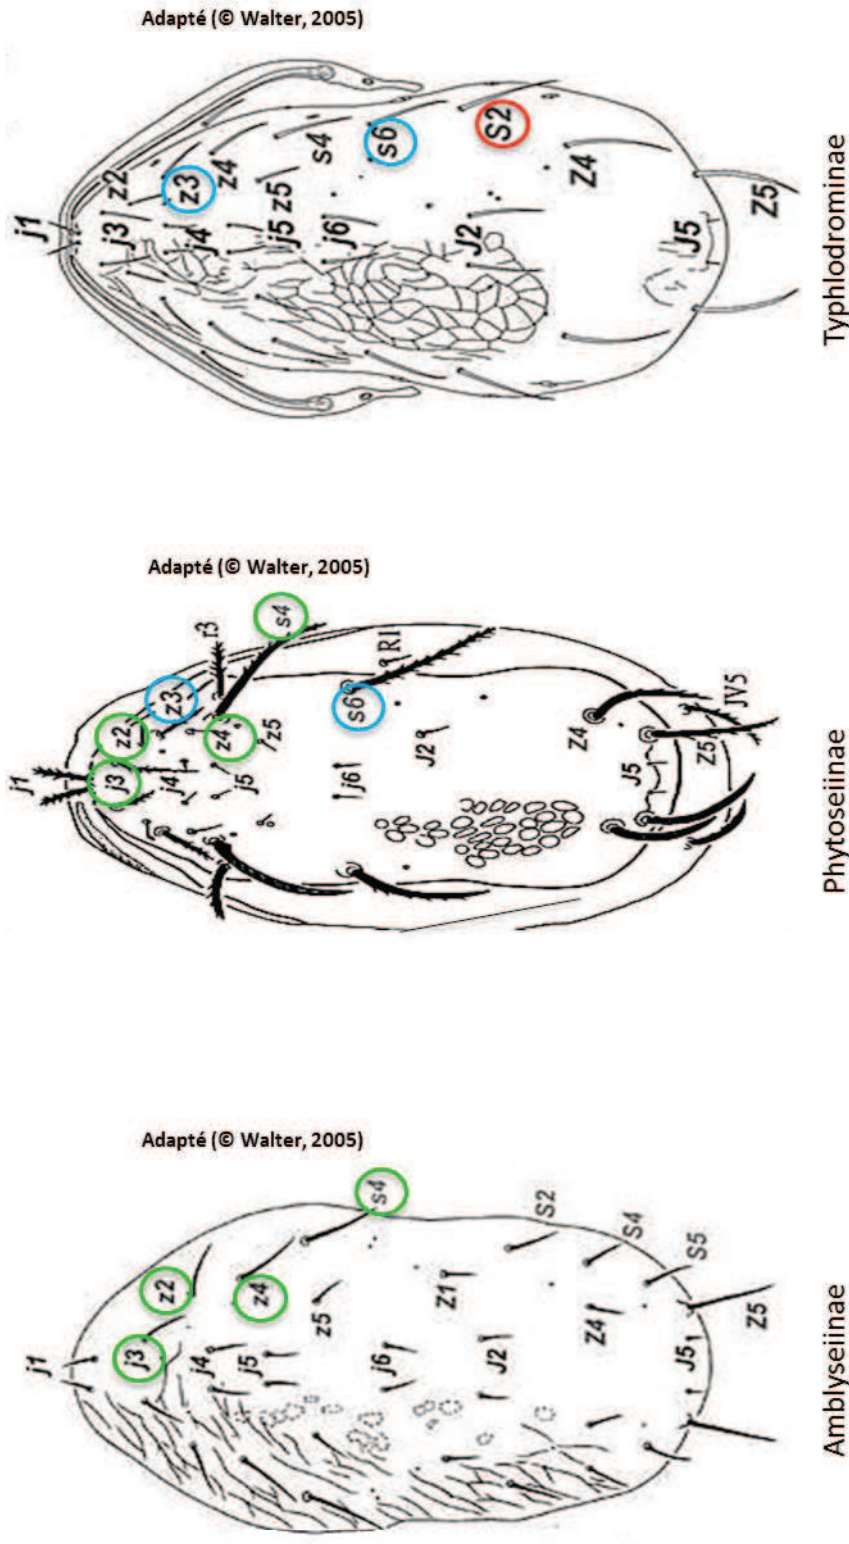 Adapté (© Walter, 2005)
j1
j3
z2
z3
j4
z4
j5
z5
s4
j6
s6
J2
S2
Z4
J5
Z5
Typhlodrominae
Adapté (© Walter, 2005)
j1
j3
z2
z3
r3
j4
z4
s4
j5
z5
j6
s6
R1
J2
Z4
J5
Z5
JV5
Phytoseiinae
Adapté (© Walter, 2005)
j1
j3
z2
j4
z4
j5
z5
s4
j6
Z1
J2
S2
Z4
S4
J5
S5
Z5
Amblyseiinae